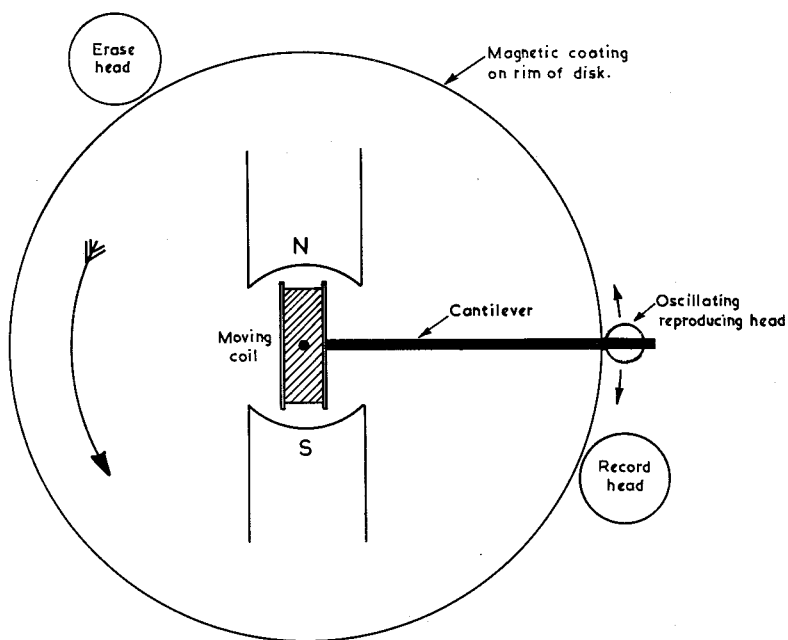 Erase
head
Magnetic coating
on rim of disk.
N
Cantilever
Oscillating
reproducing head
Moving
coil
S
Record
head